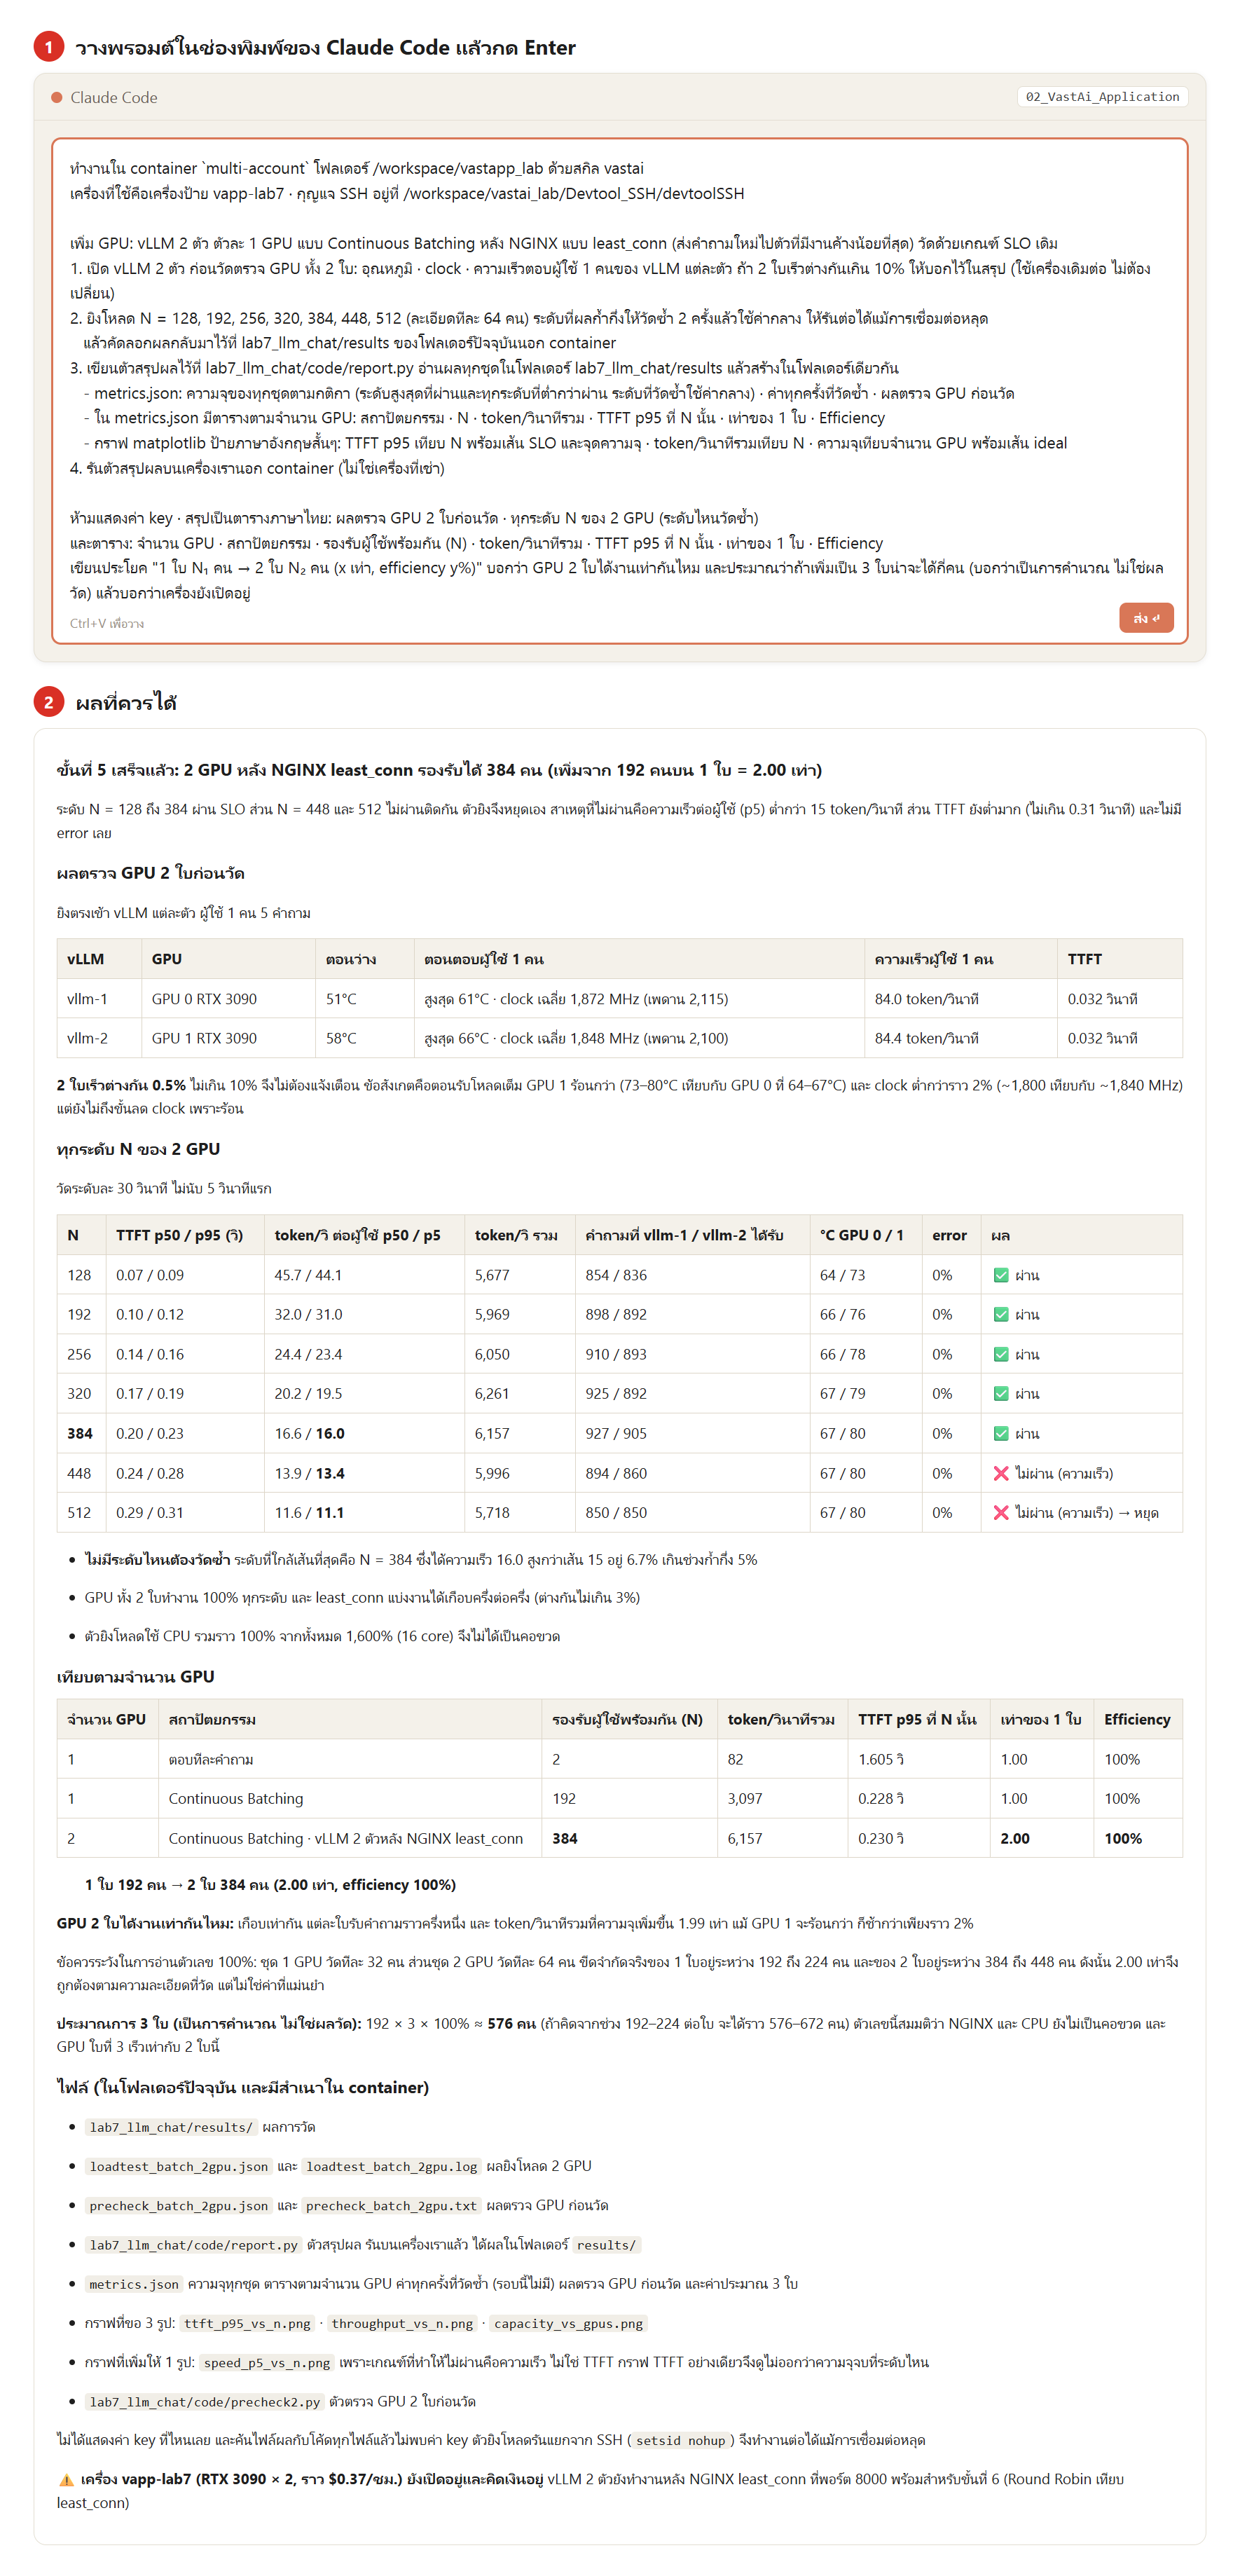 1 วางพรอมต์ในช่องพิมพ์ของ Claude Code แล้วกด Enter
Claude Code
02_VastAi_Application
ทำงานใน container `multi-account` โฟลเดอร์ /workspace/vastapp_lab ด้วยสกิล vastai
เครื่องที่ใช้คือเครื่องป้าย vapp-lab7 · กุญแจ SSH อยู่ที่ /workspace/vastai_lab/Devtool_SSH/devtoolSSH
เพิ่ม GPU: vLLM 2 ตัว ตัวละ 1 GPU แบบ Continuous Batching หลัง NGINX แบบ least_conn (ส่งคำถามใหม่ไปตัวที่มีงานค้างน้อยที่สุด) วัดด้วยเกณฑ์ SLO เดิม
1. เปิด vLLM 2 ตัว ก่อนวัดตรวจ GPU ทั้ง 2 ใบ: อุณหภูมิ · clock · ความเร็วตอบผู้ใช้ 1 คนของ vLLM แต่ละตัว ถ้า 2 ใบเร็วต่างกันเกิน 10% ให้บอกไว้ในสรุป (ใช้เครื่องเดิมต่อ ไม่ต้อง
เปลี่ยน)
2. ยิงโหลด N = 128, 192, 256, 320, 384, 448, 512 (ละเอียดทีละ 64 คน) ระดับที่ผลก้ำกึ่งให้วัดซ้ำ 2 ครั้งแล้วใช้ค่ากลาง ให้รันต่อได้แม้การเชื่อมต่อหลุด
แล้วคัดลอกผลกลับมาไว้ที่ lab7_llm_chat/results ของโฟลเดอร์ปัจจุบันนอก container
3. เขียนตัวสรุปผลไว้ที่ lab7_llm_chat/code/report.py อ่านผลทุกชุดในโฟลเดอร์ lab7_llm_chat/results แล้วสร้างในโฟลเดอร์เดียวกัน
- metrics.json: ความจุของทุกชุดตามกติกา (ระดับสูงสุดที่ผ่านและทุกระดับที่ต่ำกว่าผ่าน ระดับที่วัดซ้ำใช้ค่ากลาง) · ค่าทุกครั้งที่วัดซ้ำ · ผลตรวจ GPU ก่อนวัด
- ใน metrics.json มีตารางตามจำนวน GPU: สถาปัตยกรรม · N · token/วินาทีรวม · TTFT p95 ที่ N นั้น · เท่าของ 1 ใบ · Efficiency
- กราฟ matplotlib ป้ายภาษาอังกฤษสั้นๆ: TTFT p95 เทียบ N พร้อมเส้น SLO และจุดความจุ · token/วินาทีรวมเทียบ N · ความจุเทียบจำนวน GPU พร้อมเส้น ideal
4. รันตัวสรุปผลบนเครื่องเรานอก container (ไม่ใช่เครื่องที่เช่า)
ห้ามแสดงค่า key · สรุปเป็นตารางภาษาไทย: ผลตรวจ GPU 2 ใบก่อนวัด · ทุกระดับ N ของ 2 GPU (ระดับไหนวัดซ้ำ)
และตาราง: จำนวน GPU · สถาปัตยกรรม · รองรับผู้ใช้พร้อมกัน (N) · token/วินาทีรวม · TTFT p95 ที่ N นั้น · เท่าของ 1 ใบ · Efficiency
เขียนประโยค "1 ใบ N₁ คน → 2 ใบ N₂ คน (x เท่า, efficiency y%)" บอกว่า GPU 2 ใบได้งานเท่ากันไหม และประมาณว่าถ้าเพิ่มเป็น 3 ใบน่าจะได้กี่คน (บอกว่าเป็นการคำนวณ ไม่ใช่ผล
วัด) แล้วบอกว่าเครื่องยังเปิดอยู่
Ctrl+V เพื่อวาง
ส่ง ↵
2 ผลที่ควรได้
ขั้นที่ 5 เสร็จแล้ว: 2 GPU หลัง NGINX least_conn รองรับได้ 384 คน (เพิ่มจาก 192 คนบน 1 ใบ = 2.00 เท่า)
ระดับ N = 128 ถึง 384 ผ่าน SLO ส่วน N = 448 และ 512 ไม่ผ่านติดกัน ตัวยิงจึงหยุดเอง สาเหตุที่ไม่ผ่านคือความเร็วต่อผู้ใช้ (p5) ต่ำกว่า 15 token/วินาที ส่วน TTFT ยังต่ำมาก (ไม่เกิน 0.31 วินาที) และไม่มี
error เลย
ผลตรวจ GPU 2 ใบก่อนวัด
ยิงตรงเข้า vLLM แต่ละตัว ผู้ใช้ 1 คน 5 คำถาม
vLLM GPU ตอนว่าง ตอนตอบผู้ใช้ 1 คน ความเร็วผู้ใช้ 1 คน TTFT
vllm-1 GPU 0 RTX 3090 51°C สูงสุด 61°C · clock เฉลี่ย 1,872 MHz (เพดาน 2,115) 84.0 token/วินาที 0.032 วินาที
vllm-2 GPU 1 RTX 3090 58°C สูงสุด 66°C · clock เฉลี่ย 1,848 MHz (เพดาน 2,100) 84.4 token/วินาที 0.032 วินาที
2 ใบเร็วต่างกัน 0.5% ไม่เกิน 10% จึงไม่ต้องแจ้งเตือน ข้อสังเกตคือตอนรับโหลดเต็ม GPU 1 ร้อนกว่า (73–80°C เทียบกับ GPU 0 ที่ 64–67°C) และ clock ต่ำกว่าราว 2% (~1,800 เทียบกับ ~1,840 MHz)
แต่ยังไม่ถึงขั้นลด clock เพราะร้อน
ทุกระดับ N ของ 2 GPU
วัดระดับละ 30 วินาที ไม่นับ 5 วินาทีแรก
N TTFT p50 / p95 (วิ) token/วิ ต่อผู้ใช้ p50 / p5 token/วิ รวม คำถามที่ vllm-1 / vllm-2 ได้รับ °C GPU 0 / 1 error ผล
128 0.07 / 0.09 45.7 / 44.1 5,677 854 / 836 64 / 73 0% ✅ ผ่าน
192 0.10 / 0.12 32.0 / 31.0 5,969 898 / 892 66 / 76 0% ✅ ผ่าน
256 0.14 / 0.16 24.4 / 23.4 6,050 910 / 893 66 / 78 0% ✅ ผ่าน
320 0.17 / 0.19 20.2 / 19.5 6,261 925 / 892 67 / 79 0% ✅ ผ่าน
384 0.20 / 0.23 16.6 / 16.0 6,157 927 / 905 67 / 80 0% ✅ ผ่าน
448 0.24 / 0.28 13.9 / 13.4 5,996 894 / 860 67 / 80 0% ❌ ไม่ผ่าน (ความเร็ว)
512 0.29 / 0.31 11.6 / 11.1 5,718 850 / 850 67 / 80 0% ❌ ไม่ผ่าน (ความเร็ว) → หยุด
• ไม่มีระดับไหนต้องวัดซ้ำ ระดับที่ใกล้เส้นที่สุดคือ N = 384 ซึ่งได้ความเร็ว 16.0 สูงกว่าเส้น 15 อยู่ 6.7% เกินช่วงก้ำกึ่ง 5%
• GPU ทั้ง 2 ใบทำงาน 100% ทุกระดับ และ least_conn แบ่งงานได้เกือบครึ่งต่อครึ่ง (ต่างกันไม่เกิน 3%)
• ตัวยิงโหลดใช้ CPU รวมราว 100% จากทั้งหมด 1,600% (16 core) จึงไม่ได้เป็นคอขวด
เทียบตามจำนวน GPU
จำนวน GPU สถาปัตยกรรม รองรับผู้ใช้พร้อมกัน (N) token/วินาทีรวม TTFT p95 ที่ N นั้น เท่าของ 1 ใบ Efficiency
1 ตอบทีละคำถาม 2 82 1.605 วิ 1.00 100%
1 Continuous Batching 192 3,097 0.228 วิ 1.00 100%
2 Continuous Batching · vLLM 2 ตัวหลัง NGINX least_conn 384 6,157 0.230 วิ 2.00 100%
1 ใบ 192 คน → 2 ใบ 384 คน (2.00 เท่า, efficiency 100%)
GPU 2 ใบได้งานเท่ากันไหม: เกือบเท่ากัน แต่ละใบรับคำถามราวครึ่งหนึ่ง และ token/วินาทีรวมที่ความจุเพิ่มขึ้น 1.99 เท่า แม้ GPU 1 จะร้อนกว่า ก็ช้ากว่าเพียงราว 2%
ข้อควรระวังในการอ่านตัวเลข 100%: ชุด 1 GPU วัดทีละ 32 คน ส่วนชุด 2 GPU วัดทีละ 64 คน ขีดจำกัดจริงของ 1 ใบอยู่ระหว่าง 192 ถึง 224 คน และของ 2 ใบอยู่ระหว่าง 384 ถึง 448 คน ดังนั้น 2.00 เท่าจึง
ถูกต้องตามความละเอียดที่วัด แต่ไม่ใช่ค่าที่แม่นยำ
ประมาณการ 3 ใบ (เป็นการคำนวณ ไม่ใช่ผลวัด): 192 × 3 × 100% ≈ 576 คน (ถ้าคิดจากช่วง 192–224 ต่อใบ จะได้ราว 576–672 คน) ตัวเลขนี้สมมติว่า NGINX และ CPU ยังไม่เป็นคอขวด และ
GPU ใบที่ 3 เร็วเท่ากับ 2 ใบนี้
ไฟล์ (ในโฟลเดอร์ปัจจุบัน และมีสำเนาใน container)
• lab7_llm_chat/results/ ผลการวัด
• loadtest_batch_2gpu.json และ loadtest_batch_2gpu.log ผลยิงโหลด 2 GPU
• precheck_batch_2gpu.json และ precheck_batch_2gpu.txt ผลตรวจ GPU ก่อนวัด
• lab7_llm_chat/code/report.py ตัวสรุปผล รันบนเครื่องเราแล้ว ได้ผลในโฟลเดอร์ results/
• metrics.json ความจุทุกชุด ตารางตามจำนวน GPU ค่าทุกครั้งที่วัดซ้ำ (รอบนี้ไม่มี) ผลตรวจ GPU ก่อนวัด และค่าประมาณ 3 ใบ
• กราฟที่ขอ 3 รูป: ttft_p95_vs_n.png · throughput_vs_n.png · capacity_vs_gpus.png
• กราฟที่เพิ่มให้ 1 รูป: speed_p5_vs_n.png เพราะเกณฑ์ที่ทำให้ไม่ผ่านคือความเร็ว ไม่ใช่ TTFT กราฟ TTFT อย่างเดียวจึงดูไม่ออกว่าความจุจบที่ระดับไหน
• lab7_llm_chat/code/precheck2.py ตัวตรวจ GPU 2 ใบก่อนวัด
ไม่ได้แสดงค่า key ที่ไหนเลย และค้นไฟล์ผลกับโค้ดทุกไฟล์แล้วไม่พบค่า key ตัวยิงโหลดรันแยกจาก SSH ( setsid nohup ) จึงทำงานต่อได้แม้การเชื่อมต่อหลุด
⚠️ เครื่อง vapp-lab7 (RTX 3090 × 2, ราว $0.37/ชม.) ยังเปิดอยู่และคิดเงินอยู่ vLLM 2 ตัวยังทำงานหลัง NGINX least_conn ที่พอร์ต 8000 พร้อมสำหรับขั้นที่ 6 (Round Robin เทียบ
least_conn)